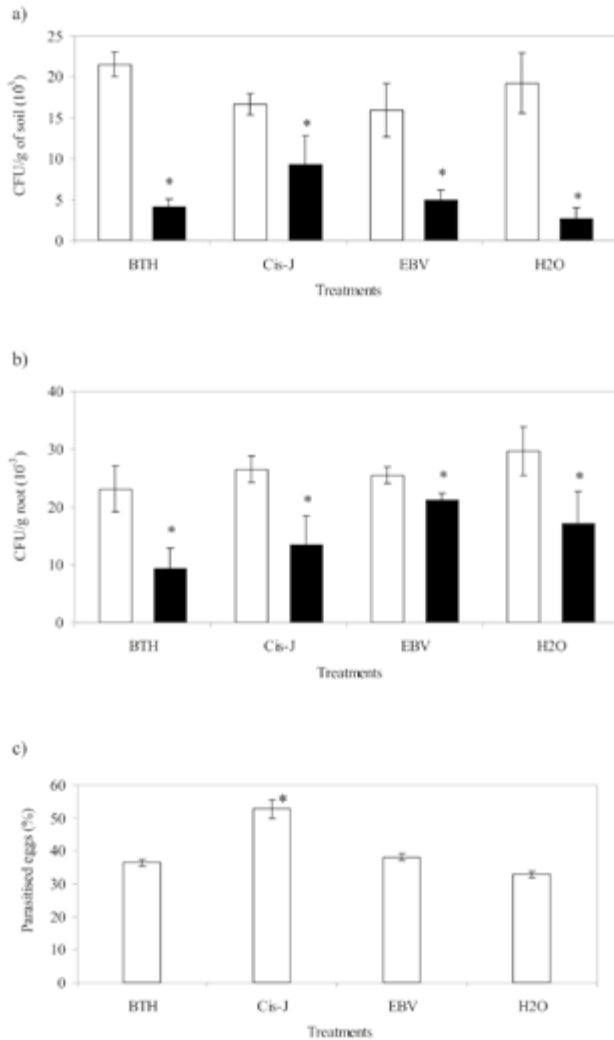 a)
CFU/g of soil (10³)
25
20
15
10
5
0
* * * *
BTH Cis-J EBV H2O
Treatments
b)
CFU/g root (10⁻³)
40
30
20
10
0
* * * *
BTH Cis-J EBV H2O
Treatments
c)
Parasitised eggs (%)
60
50
40
30
20
10
0
*
BTH Cis-J EBV H2O
Treatments